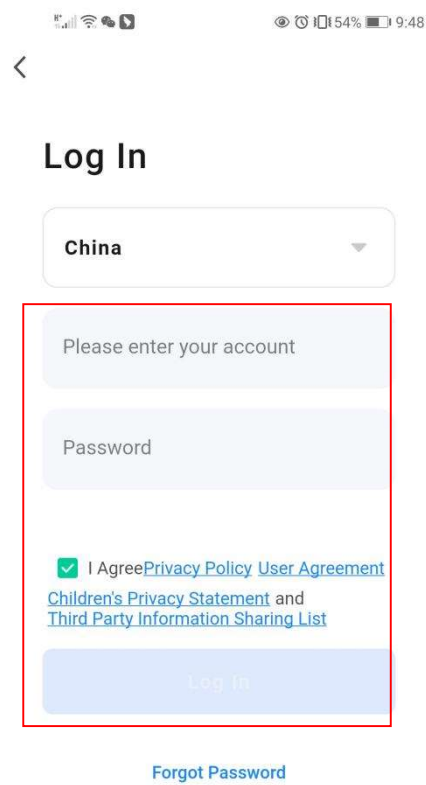 54% 9:48
Log In
China
Please enter your account
Password
I AgreePrivacy Policy User Agreement
Children's Privacy Statement and
Third Party Information Sharing List
Log In
Forgot Password